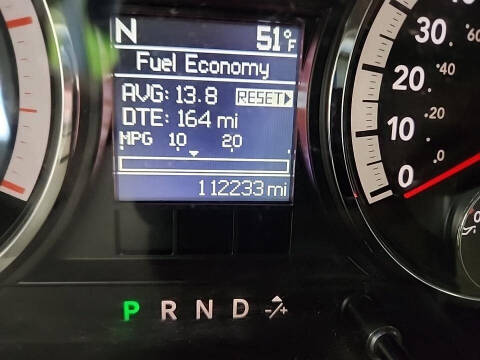 N 51°F
Fuel Economy
AVG: 13.8 RESET
DTE: 164 mi
MPG 10 20
112233 mi
30
20
10
0
60
40
20
0
P R N D -/+